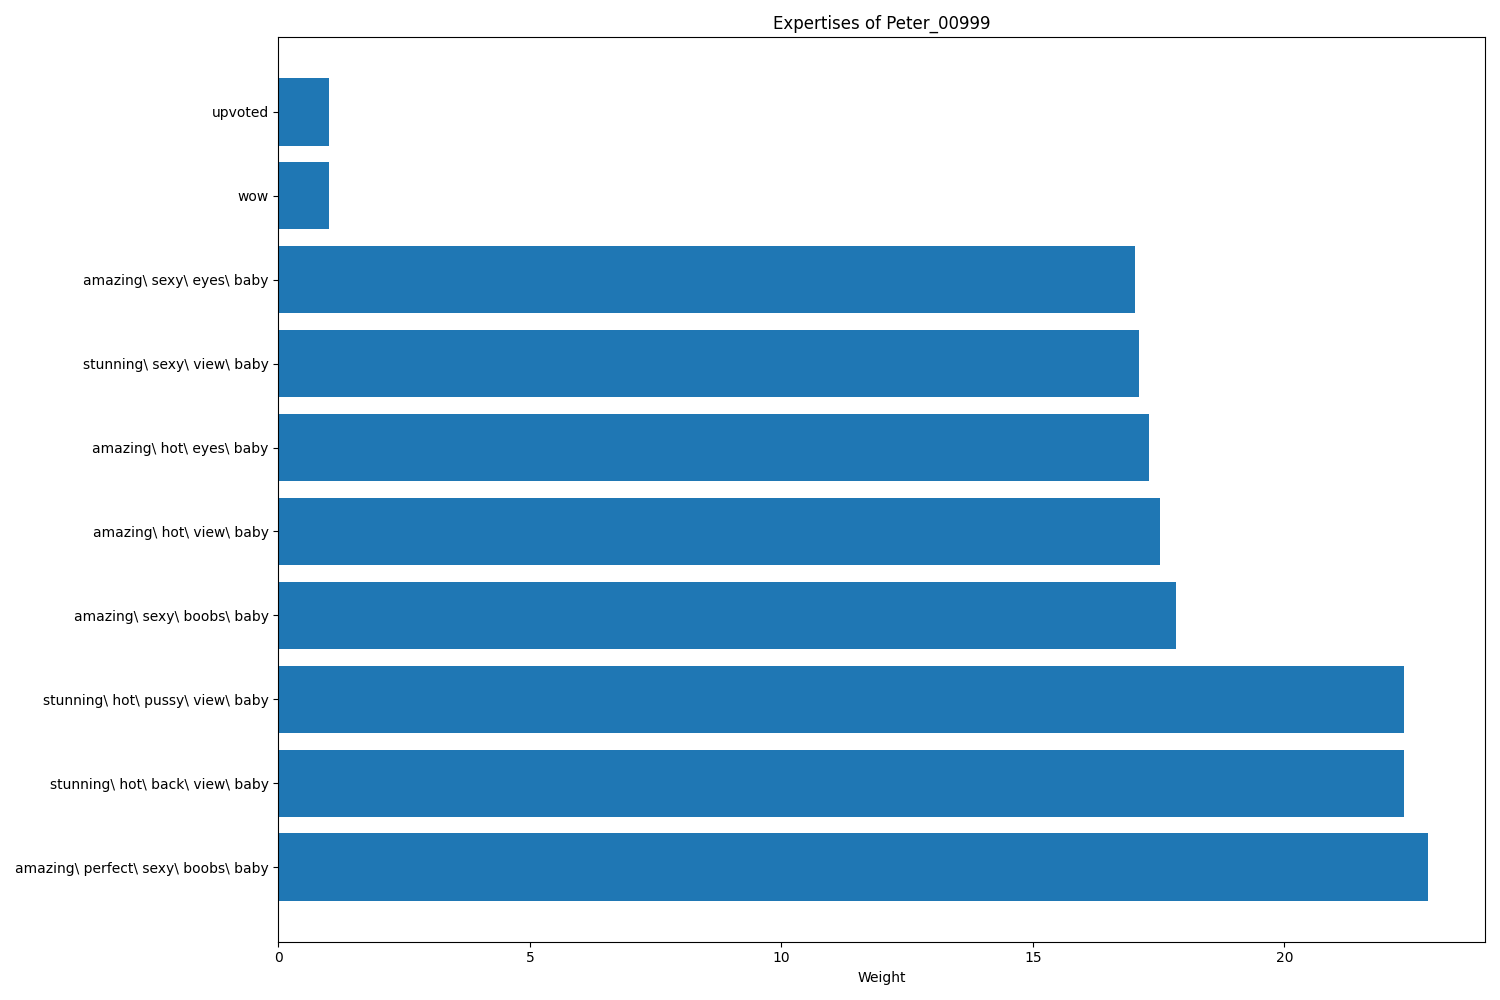 Expertises of Peter_00999
upvoted
wow
amazing\ sexy\ eyes\ baby
stunning\ sexy\ view\ baby
amazing\ hot\ eyes\ baby
amazing\ hot\ view\ baby
amazing\ sexy\ boobs\ baby
stunning\ hot\ pussy\ view\ baby
stunning\ hot\ back\ view\ baby
amazing\ perfect\ sexy\ boobs\ baby
0 5 10 15 20
Weight